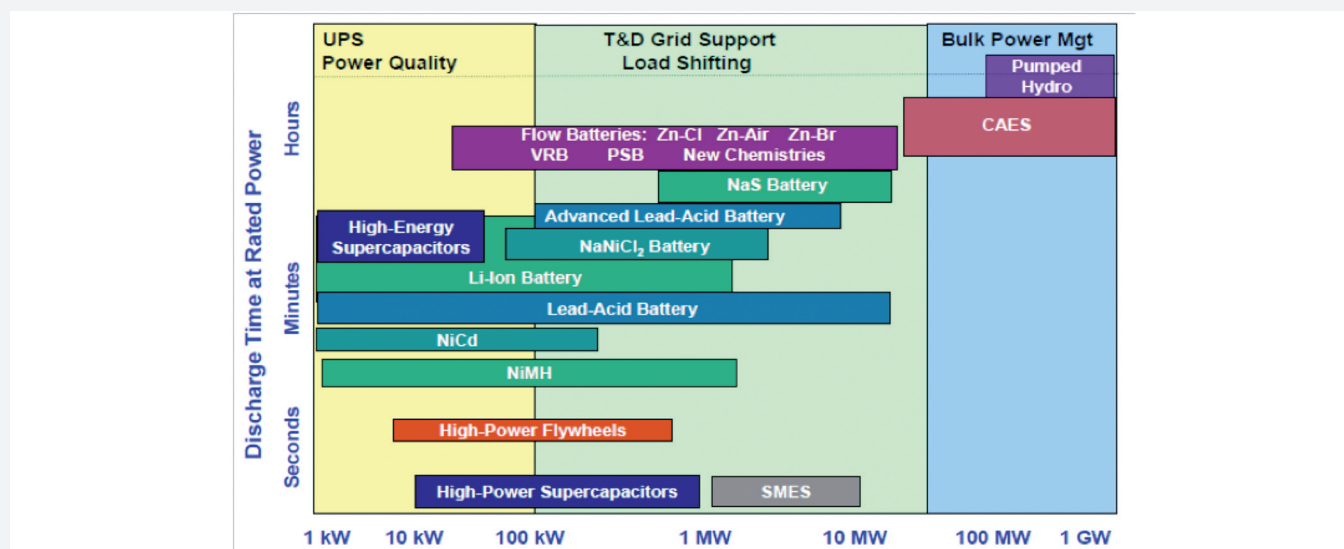 UPS
Power Quality
T&D Grid Support
Load Shifting
Bulk Power Mgt
Pumped
Hydro
CAES
Flow Batteries: Zn-Cl Zn-Air Zn-Br
VRB PSB New Chemistries
NaS Battery
Advanced Lead-Acid Battery
High-Energy
Supercapacitors
NaNiCl₂ Battery
Li-Ion Battery
Lead-Acid Battery
NiCd
NiMH
High-Power Flywheels
High-Power Supercapacitors
SMES
Discharge Time at Rated Power
Hours
Minutes
Seconds
1 kW 10 kW 100 kW 1 MW 10 MW 100 MW 1 GW